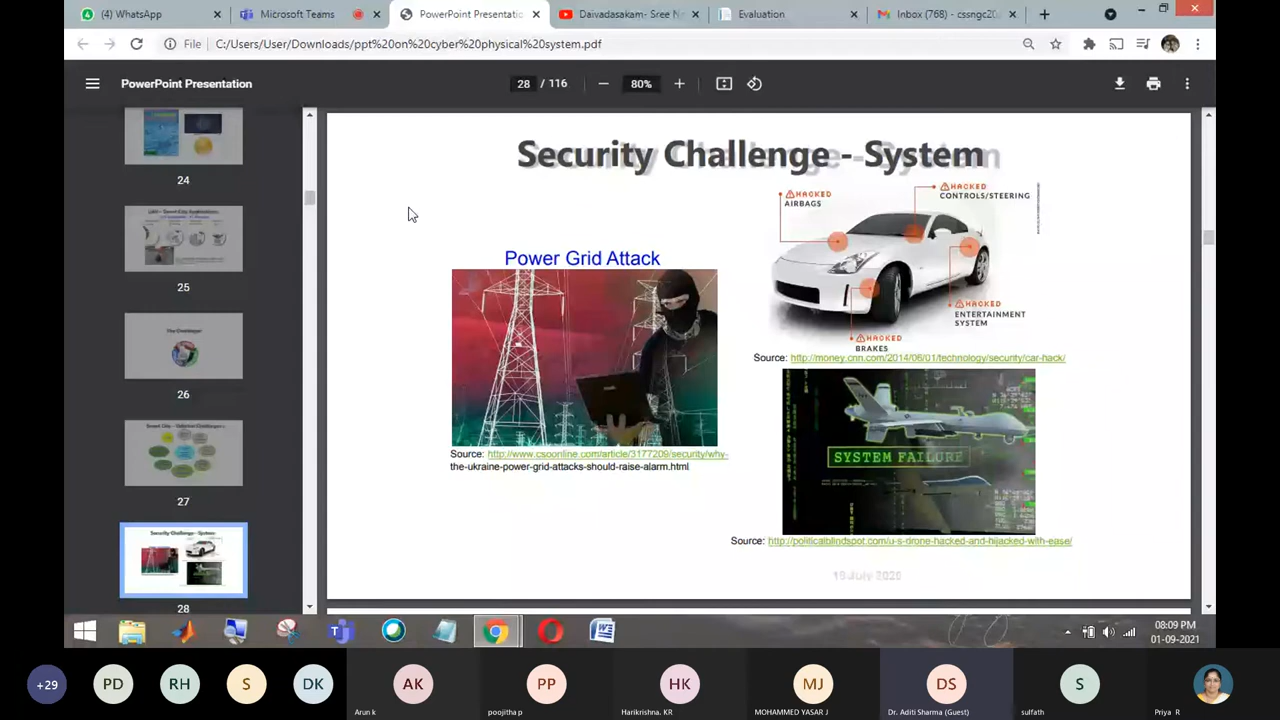 (4) WhatsApp
Microsoft Teams
PowerPoint Presentatio
Daivadasakam- Sree Na
Evaluation
Inbox (768) - cssngc20
File
C:/Users/User/Downloads/ppt%20on%20cyber%20physical%20system.pdf
PowerPoint Presentation
28 / 116
80%
24
25
26
27
28
Security Challenge - System
HACKED
AIRBAGS
HACKED
CONTROLS/STEERING
HACKED
ENTERTAINMENT
SYSTEM
HACKED
BRAKES
Source: http://money.cnn.com/2014/06/01/technology/security/car-hack/
Power Grid Attack
Source: http://www.csoonline.com/article/3177209/security/why-
the-ukraine-power-grid-attacks-should-raise-alarm.html
SYSTEM FAILURE
Source: http://politicalblindspot.com/u-s-drone-hacked-and-hijacked-with-ease/
18 July 2020
08:09 PM
01-09-2021
+29
PD
RH
S
DK
AK
Arun k
PP
poojitha p
HK
Harikrishna. KR
MJ
MOHAMMED YASAR J
DS
Dr. Aditi Sharma (Guest)
S
sulfath
Priya R